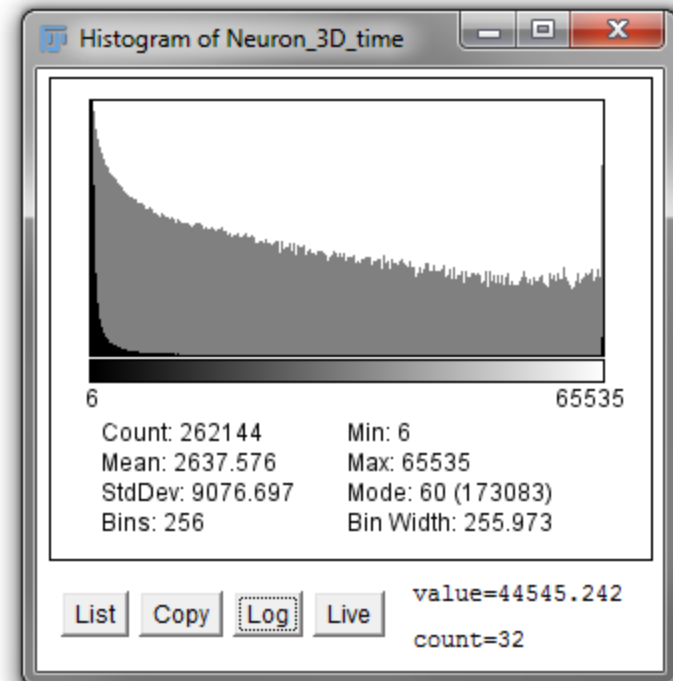 Histogram of Neuron_3D_time
6 65535
Count: 262144 Min: 6
Mean: 2637.576 Max: 65535
StdDev: 9076.697 Mode: 60 (173083)
Bins: 256 Bin Width: 255.973
List Copy Log Live value=44545.242
count=32